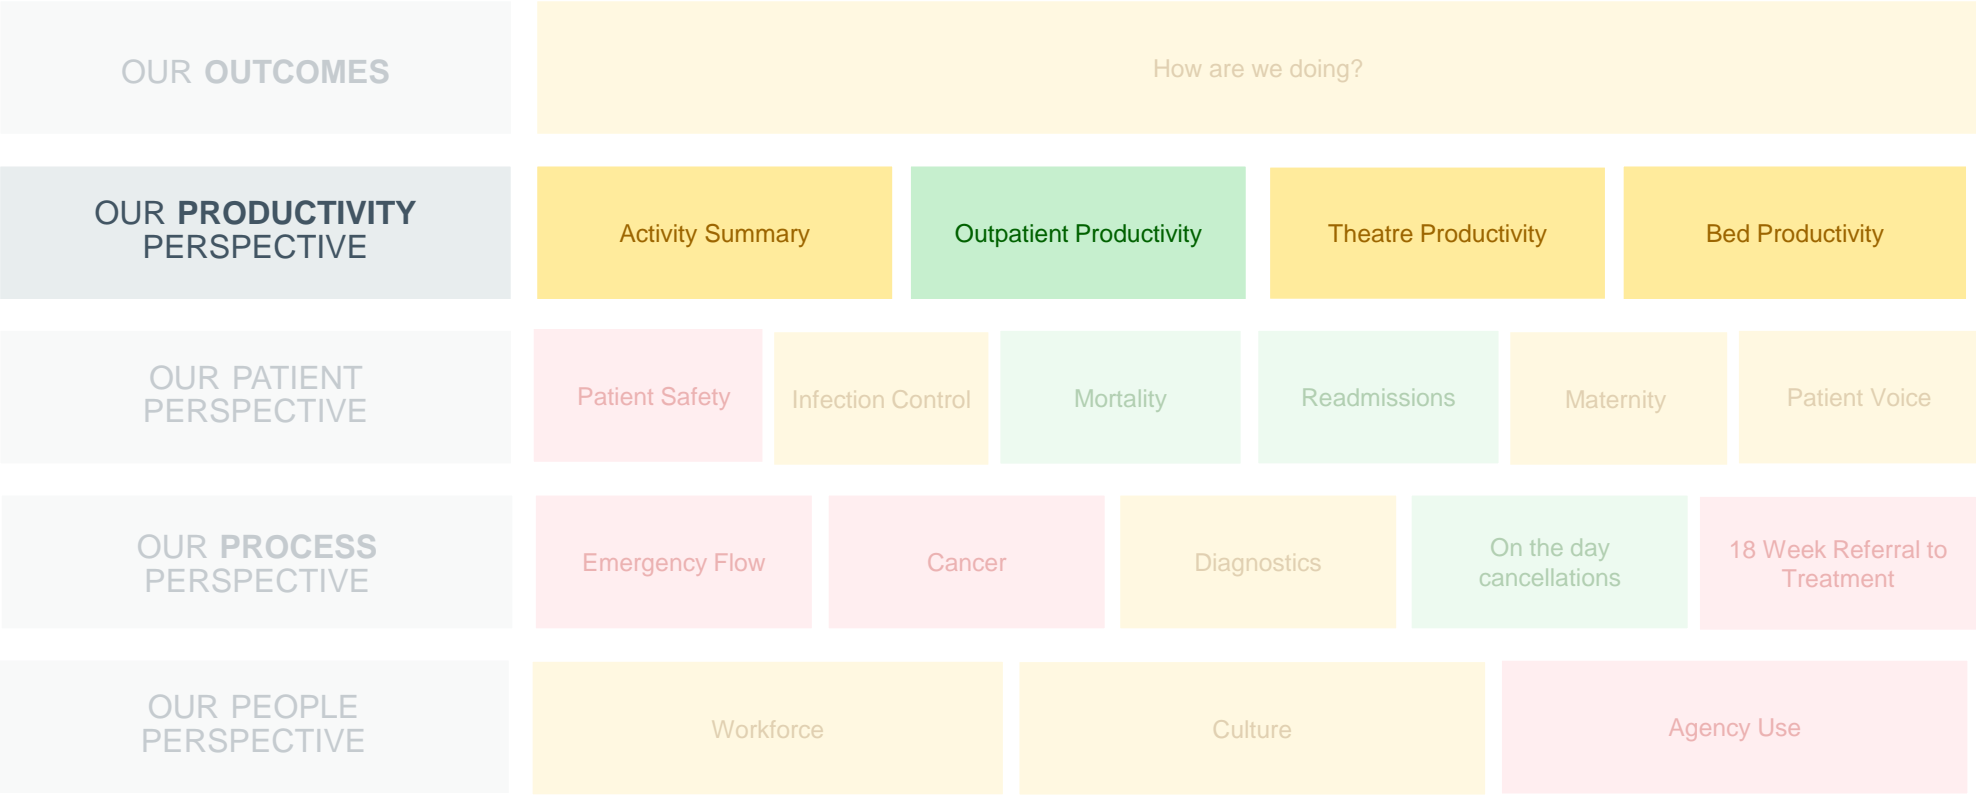 OUR OUTCOMES
How are we doing?
OUR PRODUCTIVITY
PERSPECTIVE
Activity Summary
Outpatient Productivity
Theatre Productivity
Bed Productivity
OUR PATIENT
PERSPECTIVE
Patient Safety
Infection Control
Mortality
Readmissions
Maternity
Patient Voice
OUR PROCESS
PERSPECTIVE
Emergency Flow
Cancer
Diagnostics
On the day
cancellations
18 Week Referral to
Treatment
OUR PEOPLE
PERSPECTIVE
Workforce
Culture
Agency Use